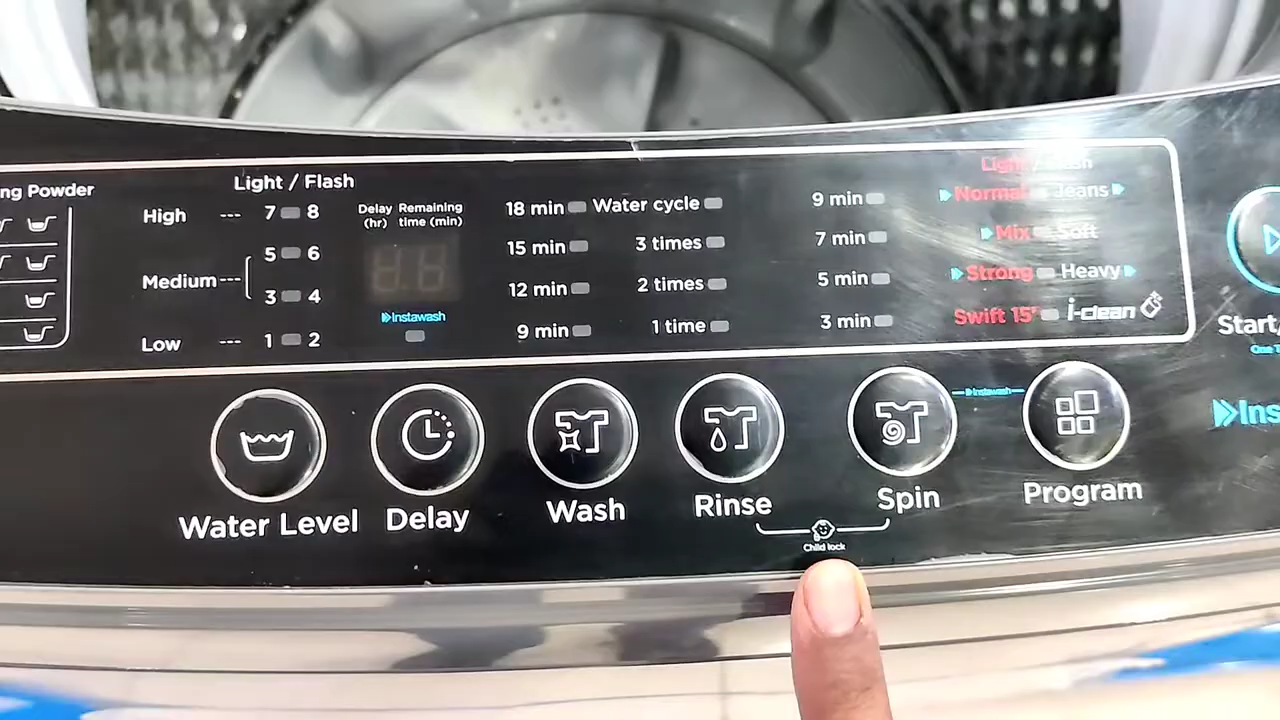 ng Powder
Light / Flash
High --- 7 8
Medium --- 5 6
3 4
Low --- 1 2
Delay (hr)
Remaining time (min)
8.8
Instawash
18 min
15 min
12 min
9 min
Water cycle
3 times
2 times
1 time
9 min
7 min
5 min
3 min
Light / Flash
Normal Jeans
Mix Soft
Strong Heavy
Swift 15' i-clean
Start/
One T
Instawash
Ins
Water Level
Delay
Wash
Rinse
Spin
Program
Child lock